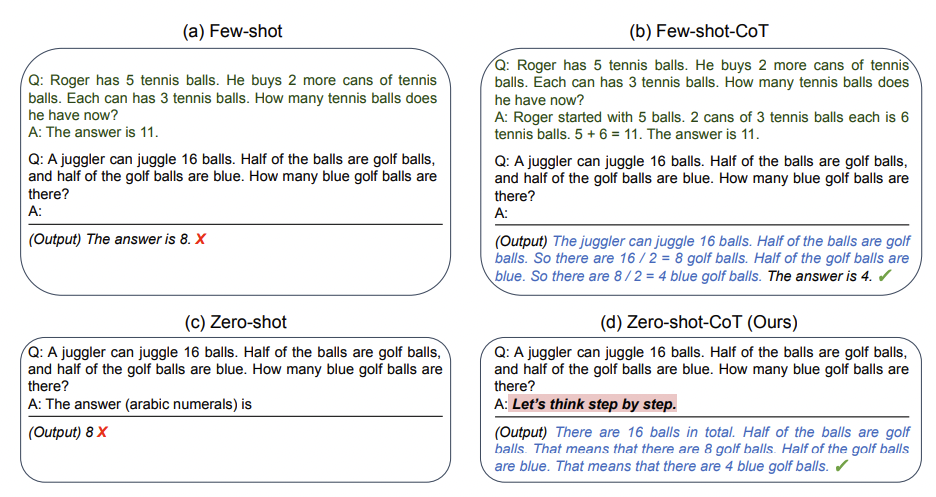 (a) Few-shot
Q: Roger has 5 tennis balls. He buys 2 more cans of tennis
balls. Each can has 3 tennis balls. How many tennis balls does
he have now?
A: The answer is 11.
Q: A juggler can juggle 16 balls. Half of the balls are golf balls,
and half of the golf balls are blue. How many blue golf balls are
there?
A:
(Output) The answer is 8. X
(b) Few-shot-CoT
Q: Roger has 5 tennis balls. He buys 2 more cans of tennis
balls. Each can has 3 tennis balls. How many tennis balls does
he have now?
A: Roger started with 5 balls. 2 cans of 3 tennis balls each is 6
tennis balls. 5 + 6 = 11. The answer is 11.
Q: A juggler can juggle 16 balls. Half of the balls are golf balls,
and half of the golf balls are blue. How many blue golf balls are
there?
A:
(Output) The juggler can juggle 16 balls. Half of the balls are golf
balls. So there are 16 / 2 = 8 golf balls. Half of the golf balls are
blue. So there are 8 / 2 = 4 blue golf balls. The answer is 4. ✓
(c) Zero-shot
Q: A juggler can juggle 16 balls. Half of the balls are golf balls,
and half of the golf balls are blue. How many blue golf balls are
there?
A: The answer (arabic numerals) is
(Output) 8 X
(d) Zero-shot-CoT (Ours)
Q: A juggler can juggle 16 balls. Half of the balls are golf balls,
and half of the golf balls are blue. How many blue golf balls are
there?
A: Let's think step by step.
(Output) There are 16 balls in total. Half of the balls are golf
balls. That means that there are 8 golf balls. Half of the golf balls
are blue. That means that there are 4 blue golf balls. ✓